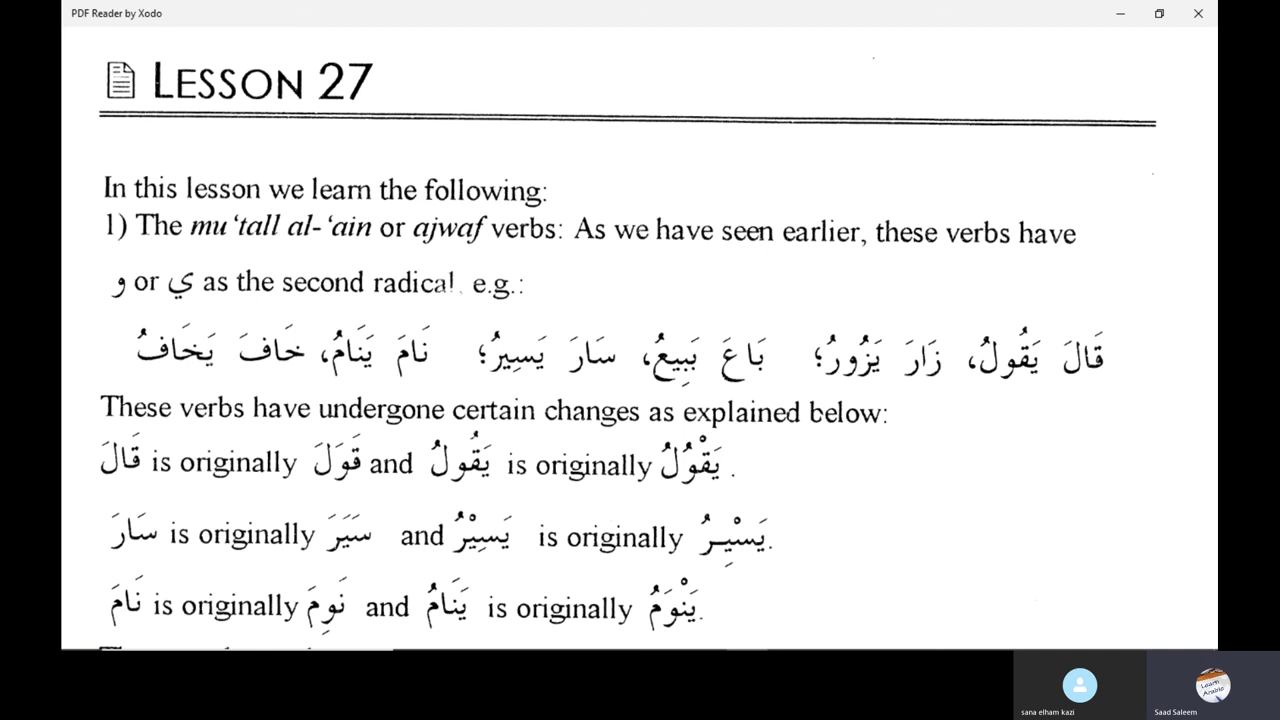 PDF Reader by Xodo
LESSON 27
In this lesson we learn the following:
1) The mu‘tall al-‘ain or ajwaf verbs: As we have seen earlier, these verbs have
و or ي as the second radical e.g.:
قَالَ يَقُولُ، زَارَ يَزُورُ؛ بَاعَ يَبِيعُ، سَارَ يَسِيرُ؛ نَامَ يَنَامُ، خَافَ يَخَافُ
These verbs have undergone certain changes as explained below:
قَالَ is originally قَوَلَ and يَقُولُ is originally يَقْوُلُ .
سَارَ is originally سَيَرَ and يَسِيْرُ is originally يَسْيِـرُ.
نَامَ is originally نَوِمَ and يَنَامُ is originally يَنْوَمُ.
sana elham kazi
Learn Arabic
Saad Saleem